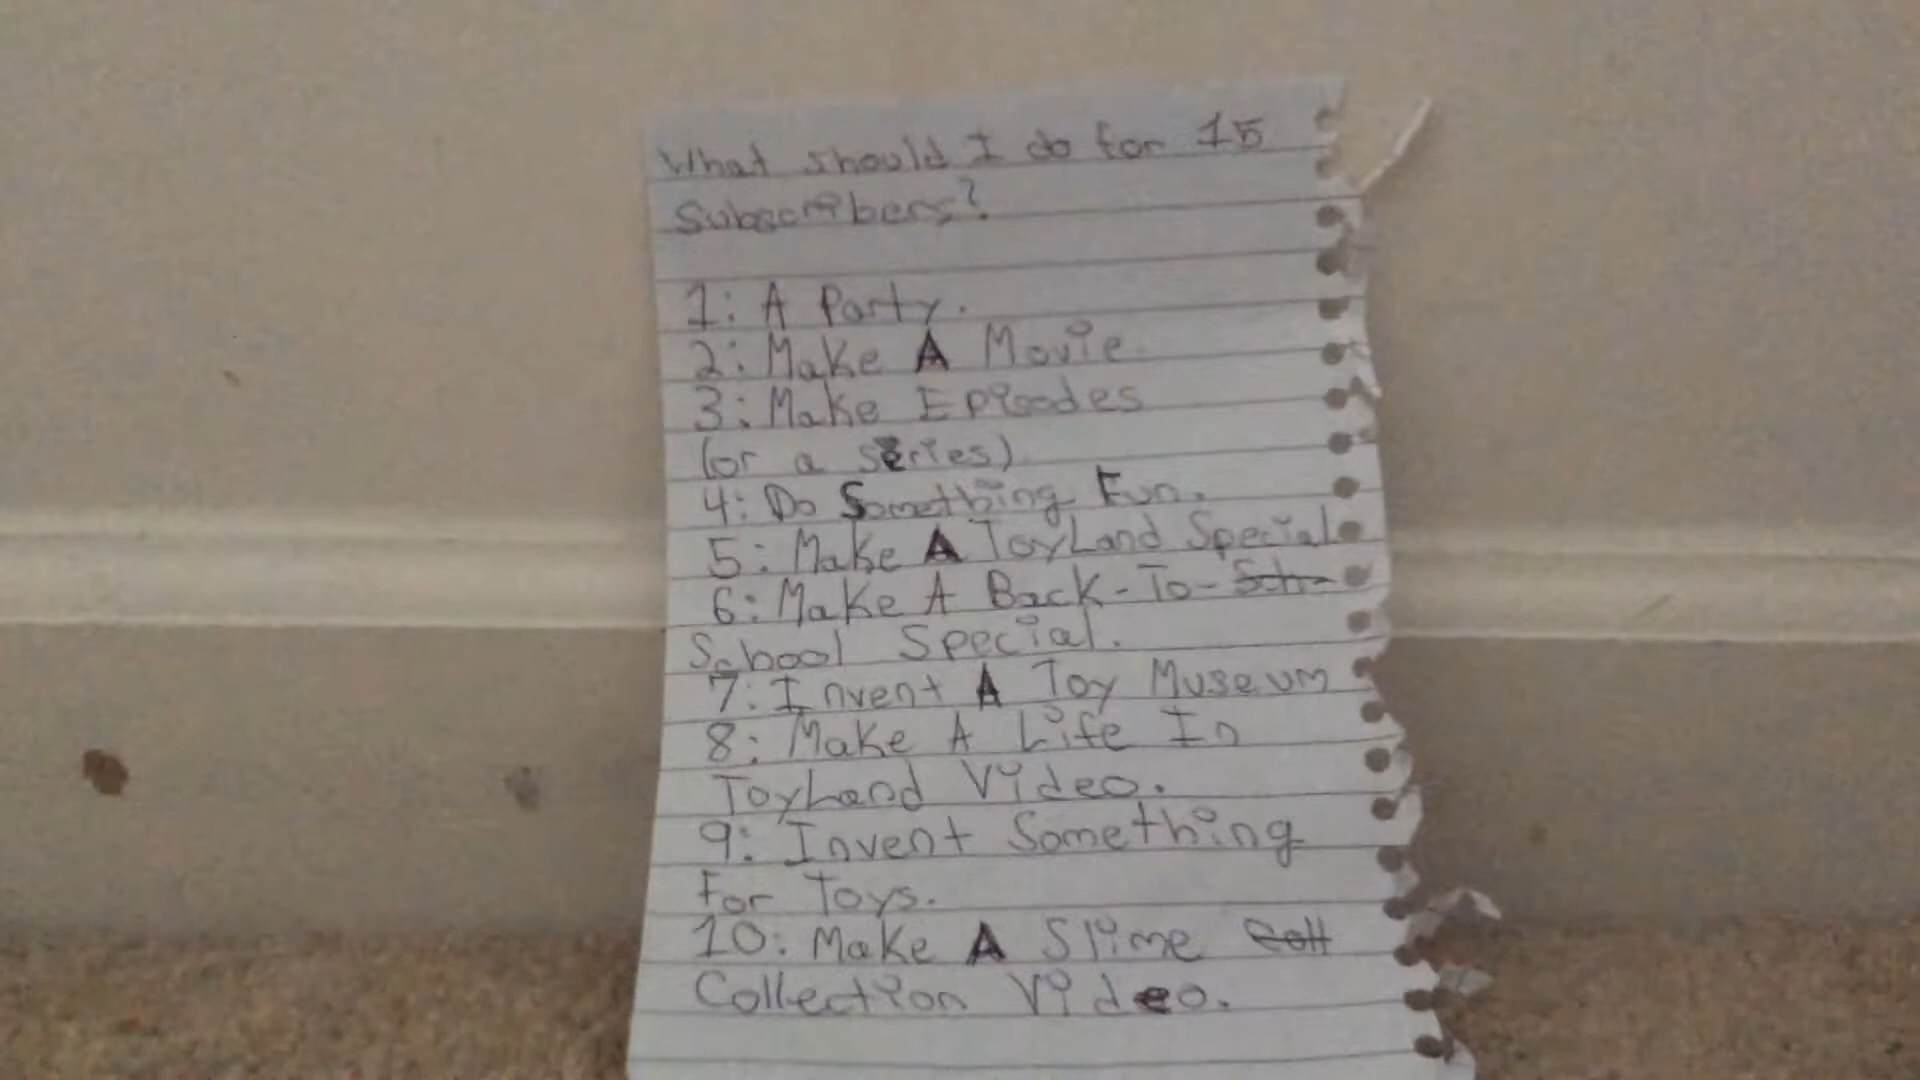 What should I do for 15
Subscribers?
1: A Party.
2: Make A Movie.
3: Make Episodes
(or a series)
4: Do Something Fun.
5: Make A ToyLand Special.
6: Make A Back-To-
School Special.
7: Invent A Toy Museum
8: Make A Life In
ToyLand Video.
9: Invent Something
For Toys.
10: Make A Slime
Collection Video.